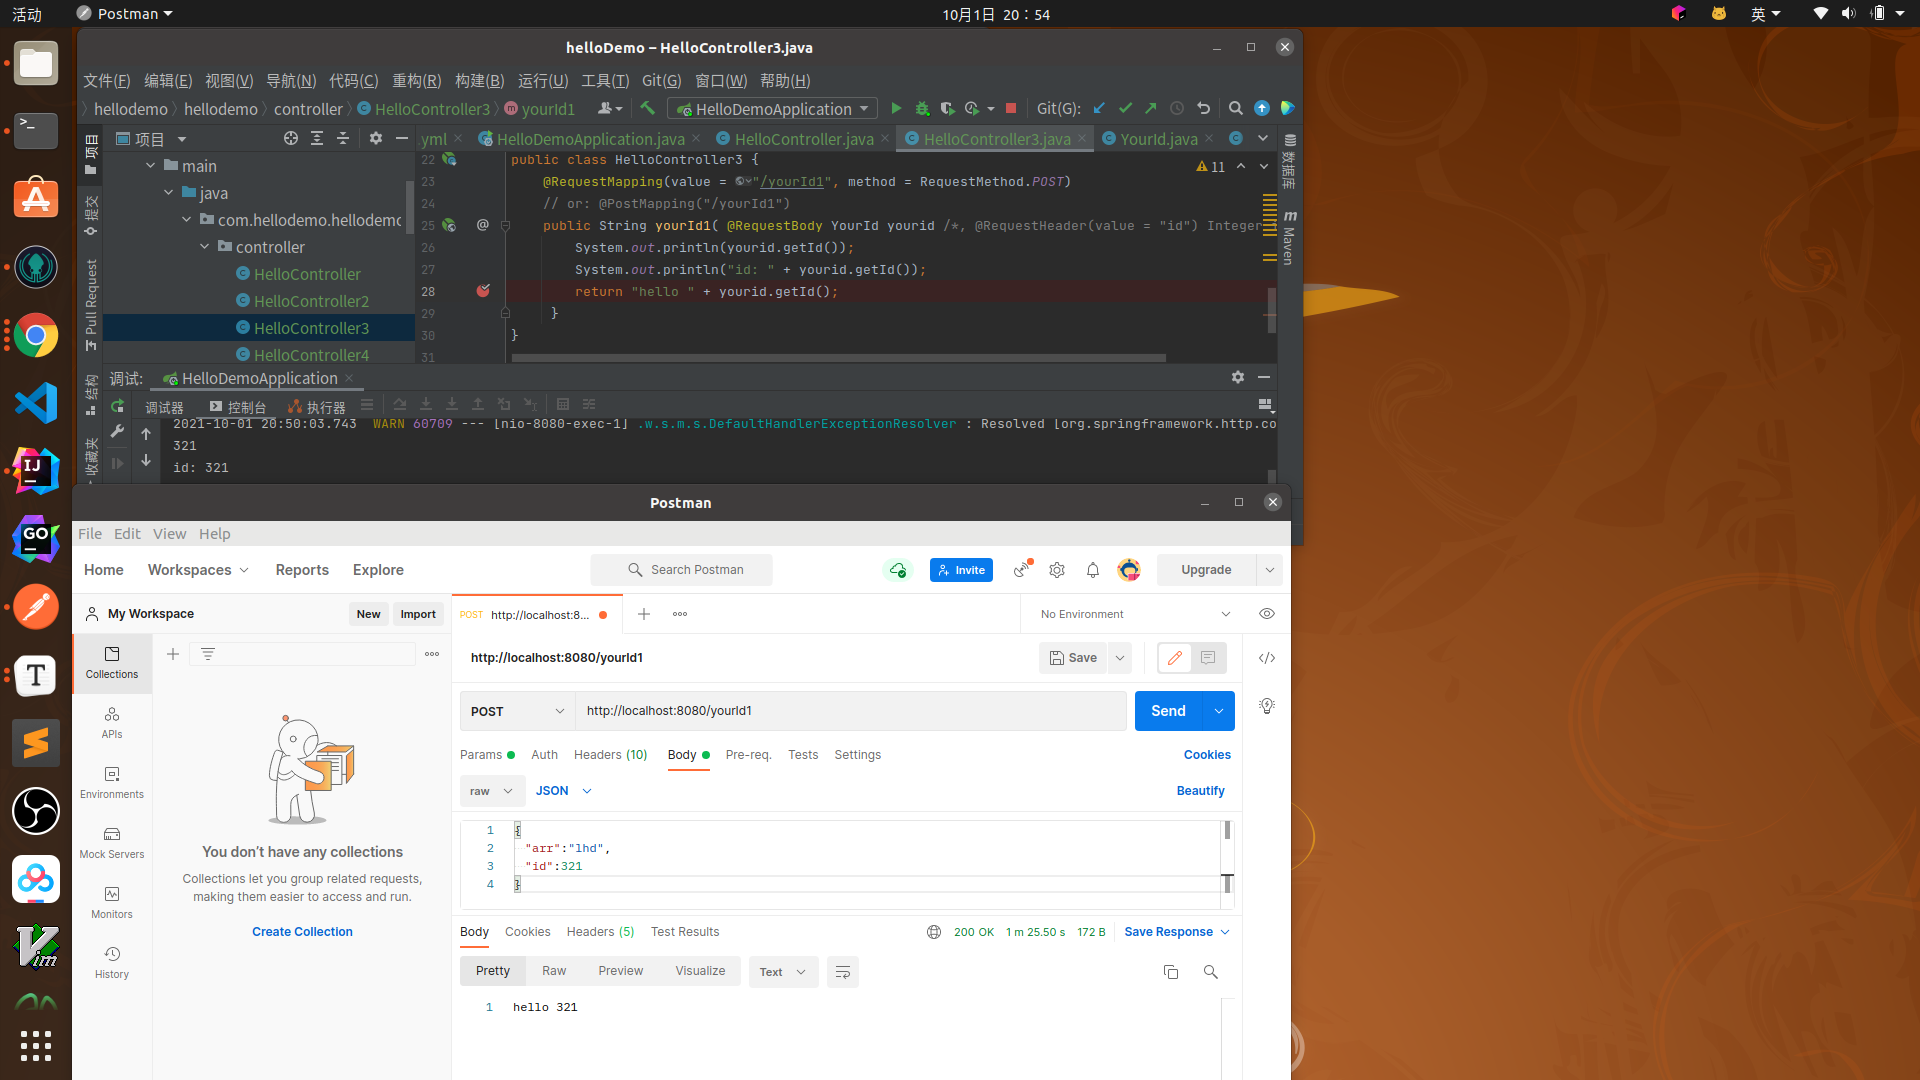 活动
Postman
10月1日 20：54
英
helloDemo – HelloController3.java
文件(F) 编辑(E) 视图(V) 导航(N) 代码(C) 重构(R) 构建(B) 运行(U) 工具(T) Git(G) 窗口(W) 帮助(H)
hellodemo hellodemo controller HelloController3 yourId1
HelloDemoApplication
Git(G):
项目
项目
提交
Pull Request
结构
收藏夹
main
java
com.hellodemo.hellodemo
controller
HelloController
HelloController2
HelloController3
HelloController4
yml HelloDemoApplication.java HelloController.java HelloController3.java YourId.java
11
数据库
Maven
22 public class HelloController3 {
23 @RequestMapping(value = "/yourId1", method = RequestMethod.POST)
24 // or: @PostMapping("/yourId1")
25 @ public String yourId1( @RequestBody YourId yourid /*, @RequestHeader(value = "id") Integer
26 System.out.println(yourid.getId());
27 System.out.println("id: " + yourid.getId());
28 return "hello " + yourid.getId();
29 }
30 }
31
调试: HelloDemoApplication
调试器 控制台 执行器
2021-10-01 20:50:03.743 WARN 60709 --- [nio-8080-exec-1] .w.s.m.s.DefaultHandlerExceptionResolver : Resolved [org.springframework.http.co
321
id: 321
Postman
File Edit View Help
Home Workspaces Reports Explore
Search Postman
Invite
Upgrade
My Workspace
New Import
POST http://localhost:8...
No Environment
Collections
APIs
Environments
Mock Servers
Monitors
History
You don’t have any collections
Collections let you group related requests,
making them easier to access and run.
Create Collection
http://localhost:8080/yourId1
Save
POST http://localhost:8080/yourId1
Send
Params Auth Headers (10) Body Pre-req. Tests Settings
Cookies
raw JSON
Beautify
1 {
2 "arr":"lhd",
3 "id":321
4 }
Body Cookies Headers (5) Test Results
200 OK 1 m 25.50 s 172 B Save Response
Pretty Raw Preview Visualize Text
1 hello 321